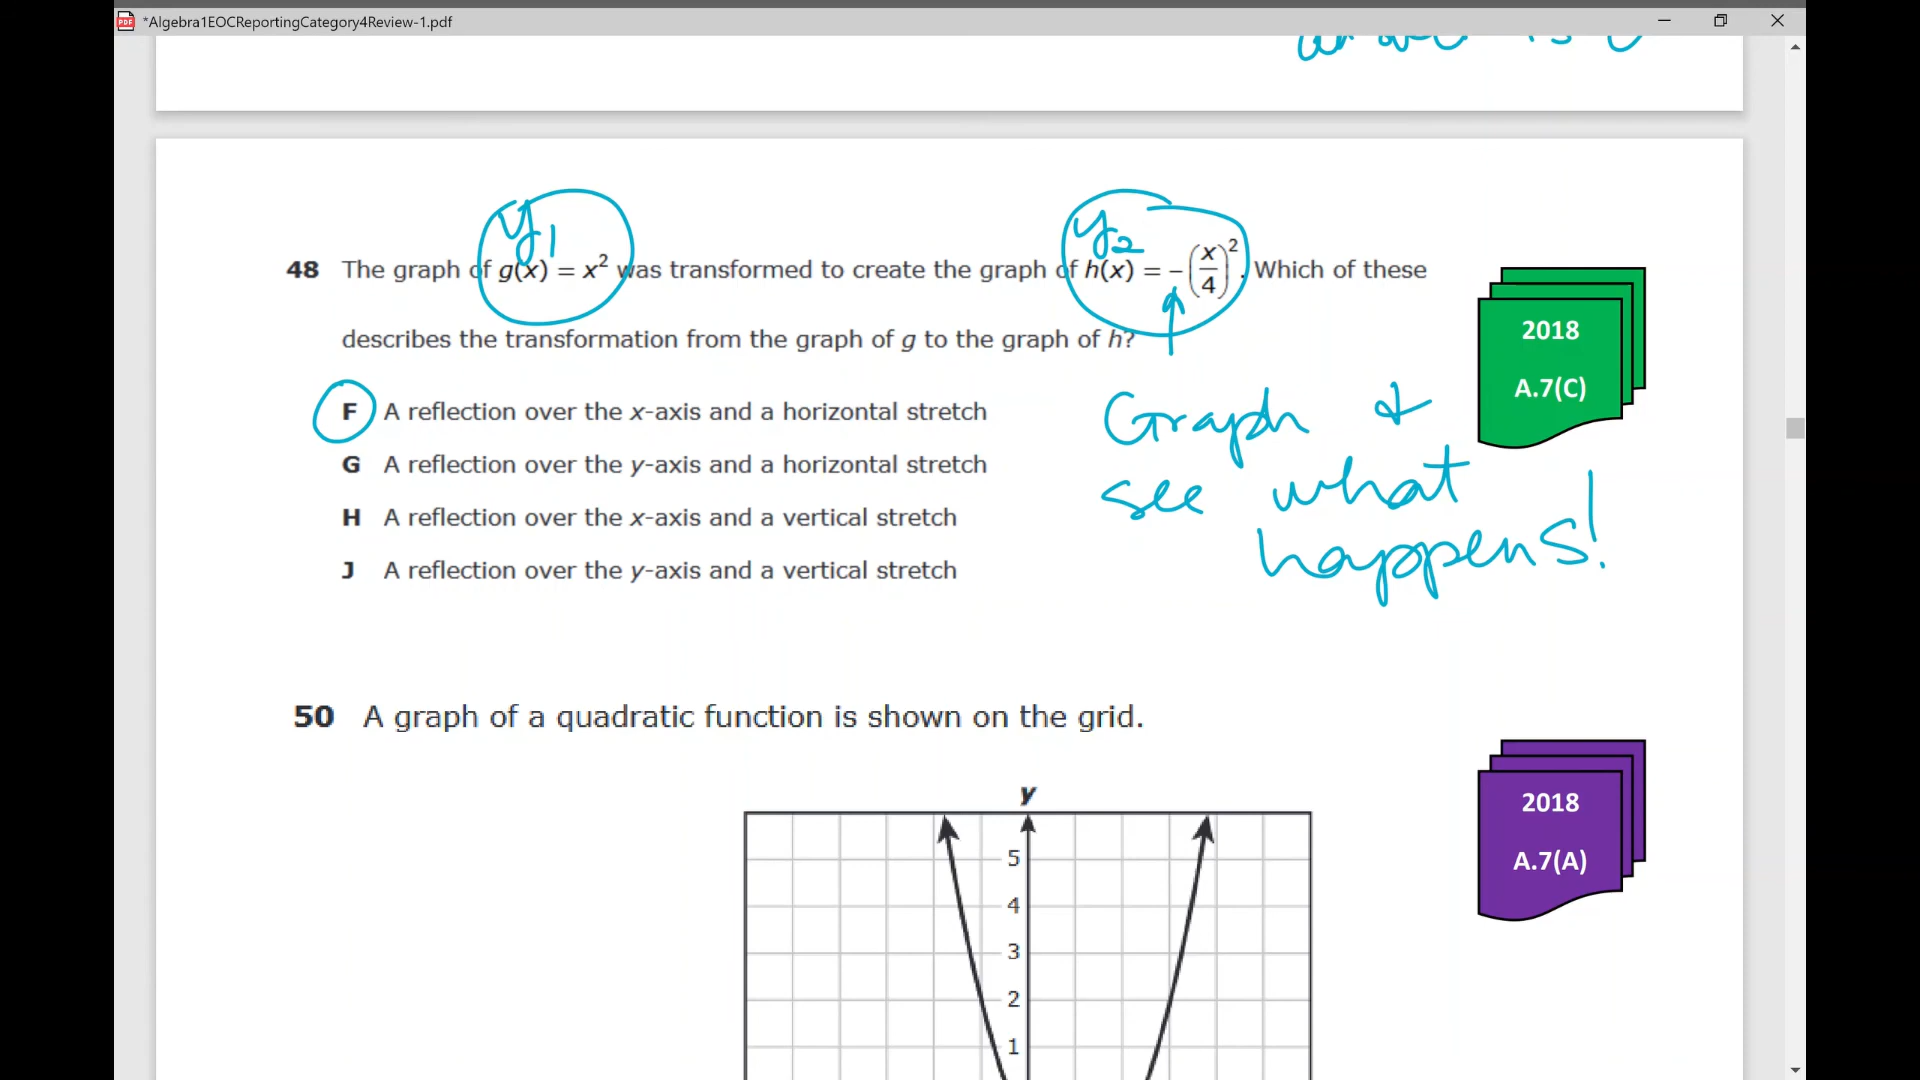 *Algebra1EOCReportingCategory4Review-1.pdf
is C
y1
y2
48 The graph of g(x) = x² was transformed to create the graph of h(x) = −(x/4)². Which of these
describes the transformation from the graph of g to the graph of h?
F A reflection over the x-axis and a horizontal stretch
G A reflection over the y-axis and a horizontal stretch
H A reflection over the x-axis and a vertical stretch
J A reflection over the y-axis and a vertical stretch
Graph &
see what
happens!
2018
A.7(C)
50 A graph of a quadratic function is shown on the grid.
2018
A.7(A)
y
5
4
3
2
1